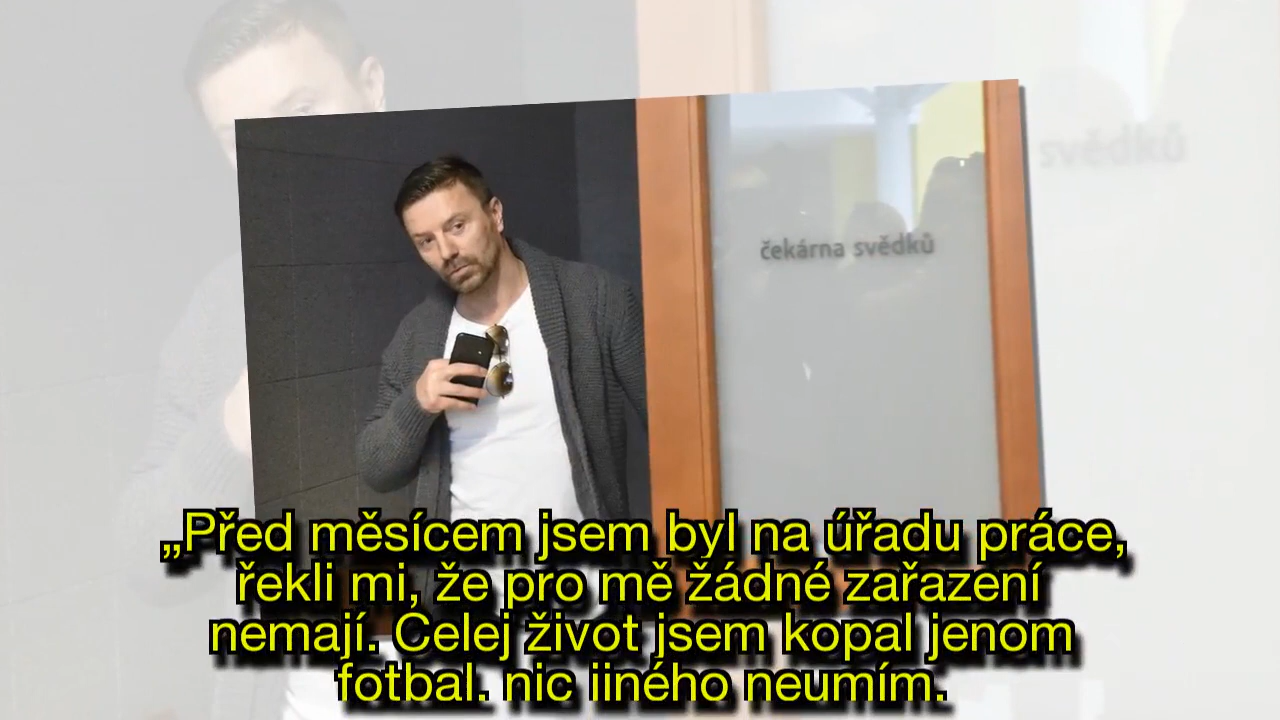 svědků
čekárna svědků
„Před měsícem jsem byl na úřadu práce,
řekli mi, že pro mě žádné zařazení
nemají. Celej život jsem kopal jenom
fotbal, nic jiného neumím.